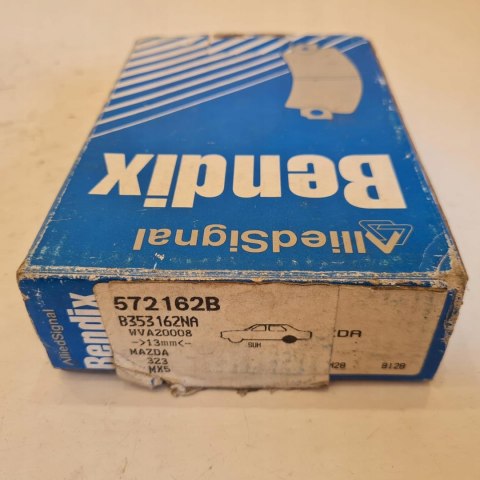 Bendix
AlliedSignal
AlliedSignal
Bendix
572162B
B353162NA
WVA20008
->13mm<-
MAZDA
323
MX5